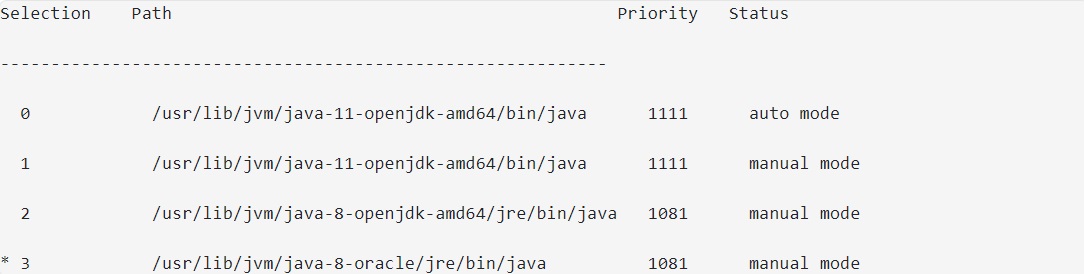 Selection    Path                                                Priority   Status
------------------------------------------------------------
  0            /usr/lib/jvm/java-11-openjdk-amd64/bin/java      1111      auto mode
  1            /usr/lib/jvm/java-11-openjdk-amd64/bin/java      1111      manual mode
  2            /usr/lib/jvm/java-8-openjdk-amd64/jre/bin/java   1081      manual mode
* 3            /usr/lib/jvm/java-8-oracle/jre/bin/java          1081      manual mode